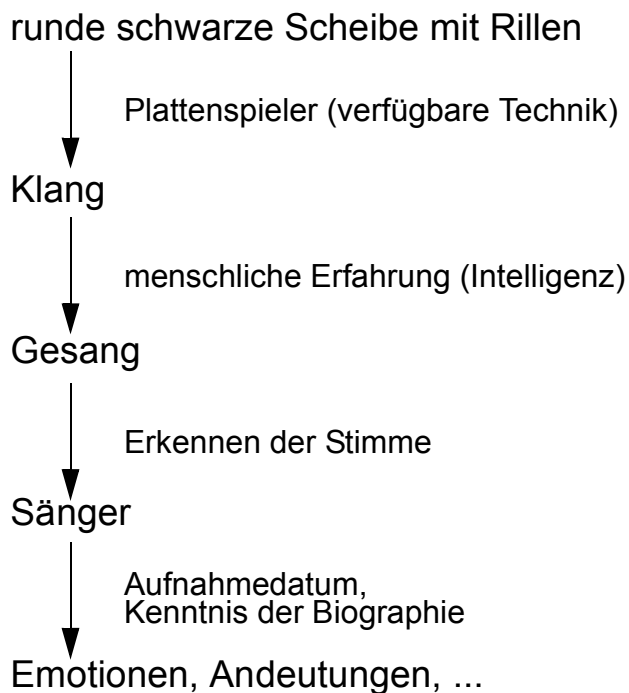 runde schwarze Scheibe mit Rillen
Plattenspieler (verfügbare Technik)
Klang
menschliche Erfahrung (Intelligenz)
Gesang
Erkennen der Stimme
Sänger
Aufnahmedatum,
Kenntnis der Biographie
Emotionen, Andeutungen, ...